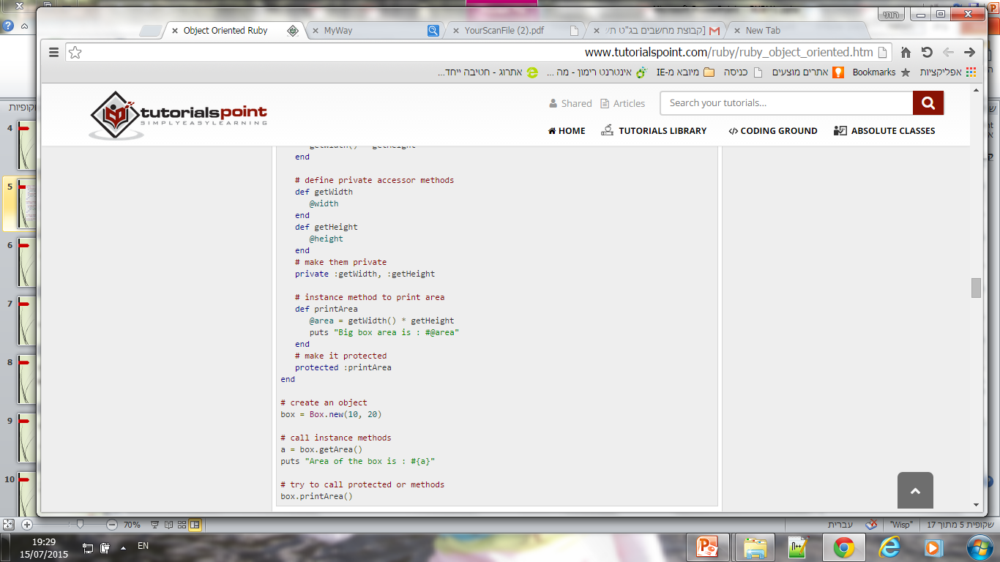 חחי
Object Oriented Ruby
MyWay
YourScanFile (2).pdf
[קבוצת מחשבים בג"ט תש
New Tab
www.tutorialspoint.com/ruby/ruby_object_oriented.htm
אפליקציות
Bookmarks
אתרים מוצעים
כניסה
מיובא מ-IE
אינטרנט רימון - מה ...
אתרוג - חטיבה ייחד...
tutorialspoint
SIMPLYEASYLEARNING
Shared
Articles
Search your tutorials...
HOME
TUTORIALS LIBRARY
</> CODING GROUND
ABSOLUTE CLASSES
getWidth() * getHeight
end
# define private accessor methods
def getWidth
@width
end
def getHeight
@height
end
# make them private
private :getWidth, :getHeight
# instance method to print area
def printArea
@area = getWidth() * getHeight
puts "Big box area is : #@area"
end
# make it protected
protected :printArea
end
# create an object
box = Box.new(10, 20)
# call instance methods
a = box.getArea()
puts "Area of the box is : #{a}"
# try to call protected or methods
box.printArea()
שקופיות
4
5
6
7
8
9
10
שקופית 5 מתוך 17
"Wisp"
עברית
70%
EN
19:29
15/07/2015